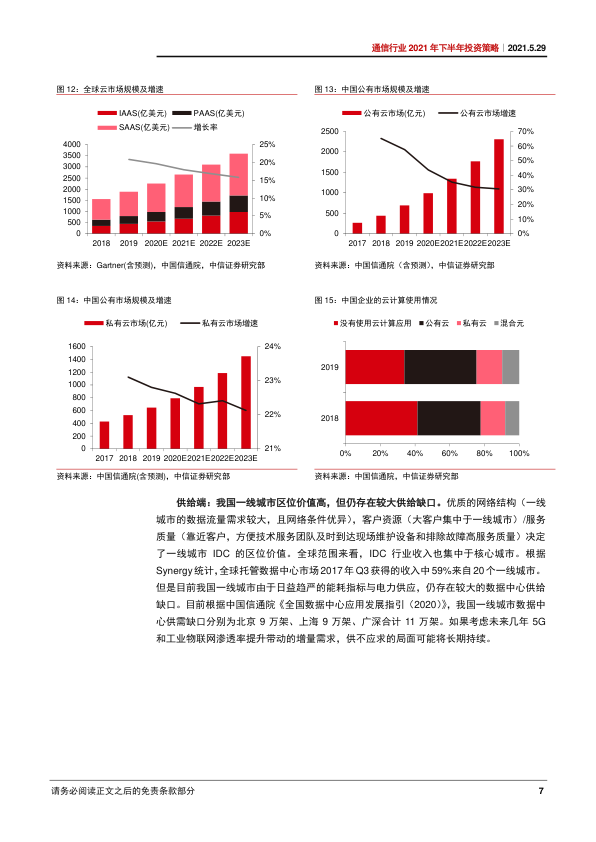 通信行业 2021 年下半年投资策略｜2021.5.29
图 12：全球云市场规模及增速
IAAS(亿美元) PAAS(亿美元)
SAAS(亿美元) 增长率
4000
3500
3000
2500
2000
1500
1000
500
0
25%
20%
15%
10%
5%
0%
2018 2019 2020E 2021E 2022E 2023E
资料来源：Gartner(含预测)，中国信通院，中信证券研究部
图 13：中国公有市场规模及增速
公有云市场(亿元) 公有云市场增速
2500
2000
1500
1000
500
0
70%
60%
50%
40%
30%
20%
10%
0%
2017 2018 2019 2020E 2021E 2022E 2023E
资料来源：中国信通院（含预测），中信证券研究部
图 14：中国公有市场规模及增速
私有云市场(亿元) 私有云市场增速
1600
1400
1200
1000
800
600
400
200
0
24%
23%
22%
21%
2017 2018 2019 2020E 2021E 2022E 2023E
资料来源：中国信通院(含预测)，中信证券研究部
图 15：中国企业的云计算使用情况
没有使用云计算应用 公有云 私有云 混合元
2019
2018
0% 20% 40% 60% 80% 100%
资料来源：中国信通院，中信证券研究部
供给端：我国一线城市区位价值高，但仍存在较大供给缺口。优质的网络结构（一线
城市的数据流量需求较大，且网络条件优异），客户资源（大客户集中于一线城市）/服务
质量（靠近客户，方便技术服务团队及时到达现场维护设备和排除故障高服务质量）决定
了一线城市 IDC 的区位价值。全球范围来看，IDC 行业收入也集中于核心城市。根据
Synergy 统计，全球托管数据中心市场 2017 年 Q3 获得的收入中 59%来自 20 个一线城市。
但是目前我国一线城市由于日益趋严的能耗指标与电力供应，仍存在较大的数据中心供给
缺口。目前根据中国信通院《全国数据中心应用发展指引（2020）》，我国一线城市数据中
心供需缺口分别为北京 9 万架、上海 9 万架、广深合计 11 万架。如果考虑未来几年 5G
和工业物联网渗透率提升带动的增量需求，供不应求的局面可能将长期持续。
请务必阅读正文之后的免责条款部分
7